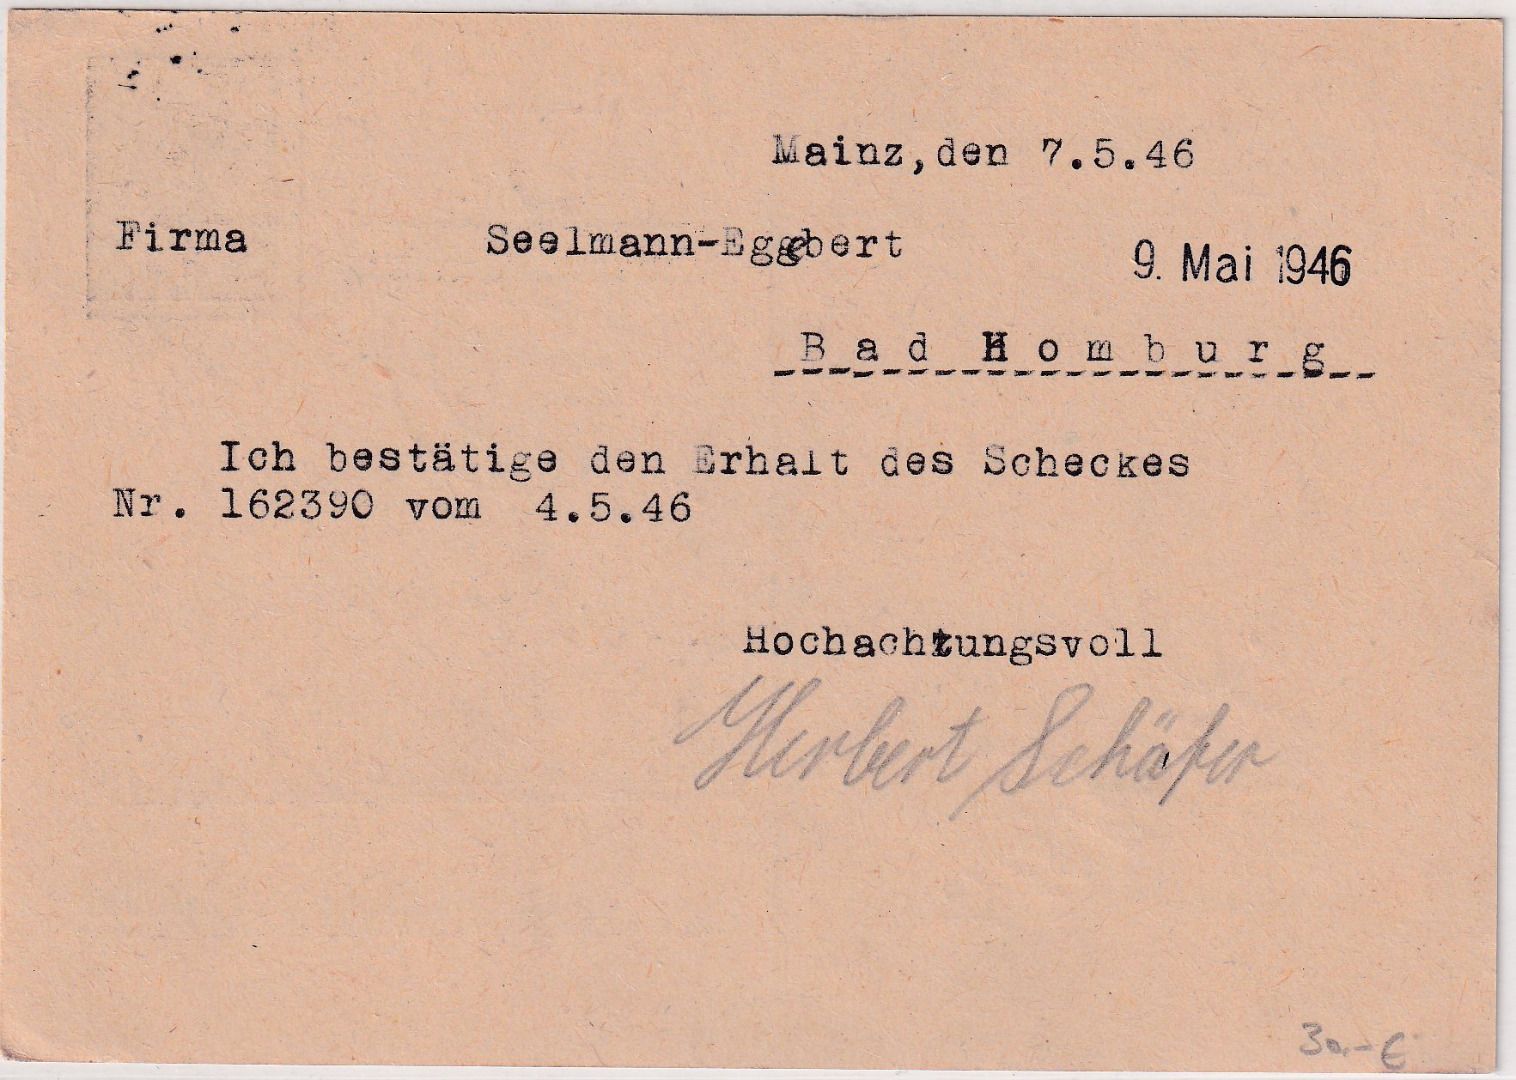 Mainz, den 7.5.46
Firma Seelmann-Eggebert
9. Mai 1946
Bad Homburg
Ich bestätige den Erhalt des Scheckes
Nr. 162390 vom 4.5.46
Hochachtungsvoll
Herbert Schäfer
30,- €